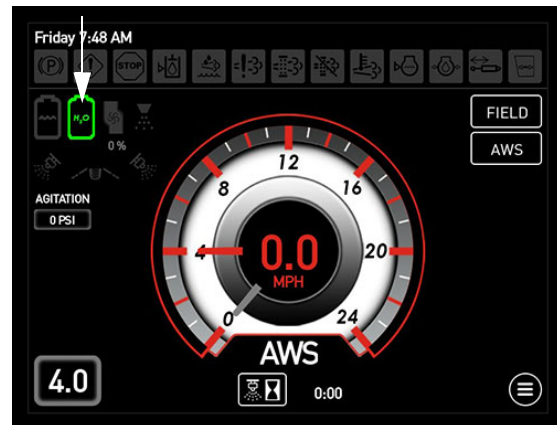 Friday 7:48 AM
(P)
STOP
H₂O
0 %
FIELD
AWS
AGITATION
0 PSI
0
4
8
12
16
20
24
0.0
MPH
AWS
4.0
0:00